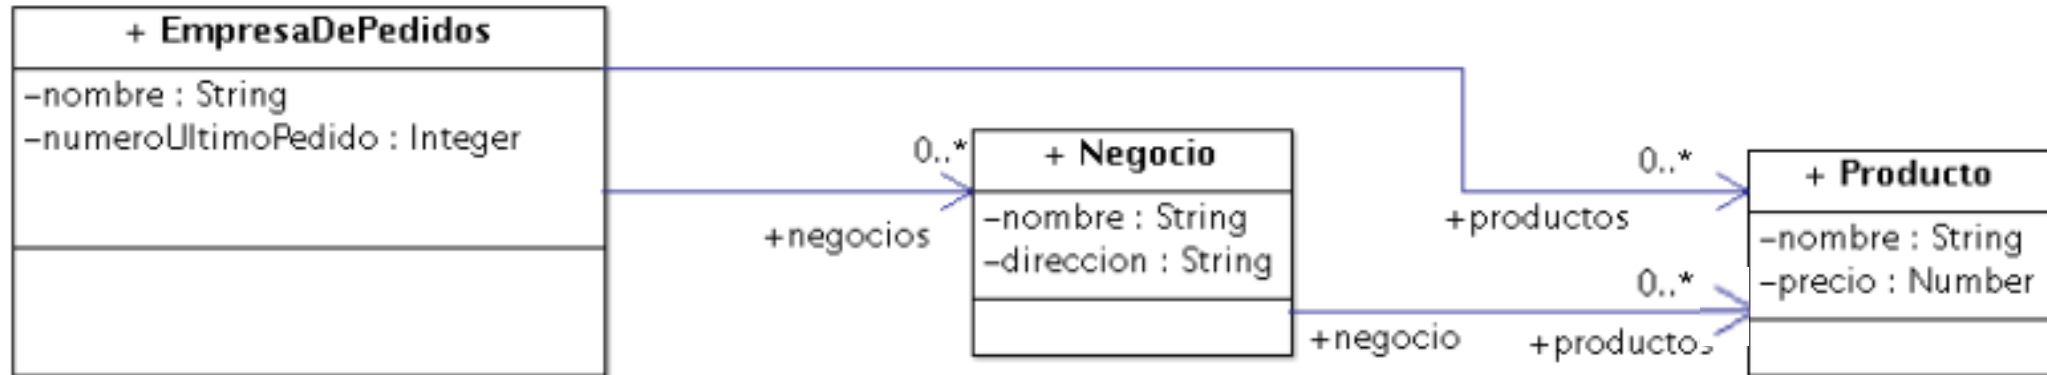 + EmpresaDePedidos
-nombre : String
-numeroUltimoPedido : Integer
0..*
+negocios
+ Negocio
-nombre : String
-direccion : String
+negocio
0..*
+productos
0..*
+productos
+ Producto
-nombre : String
-precio : Number